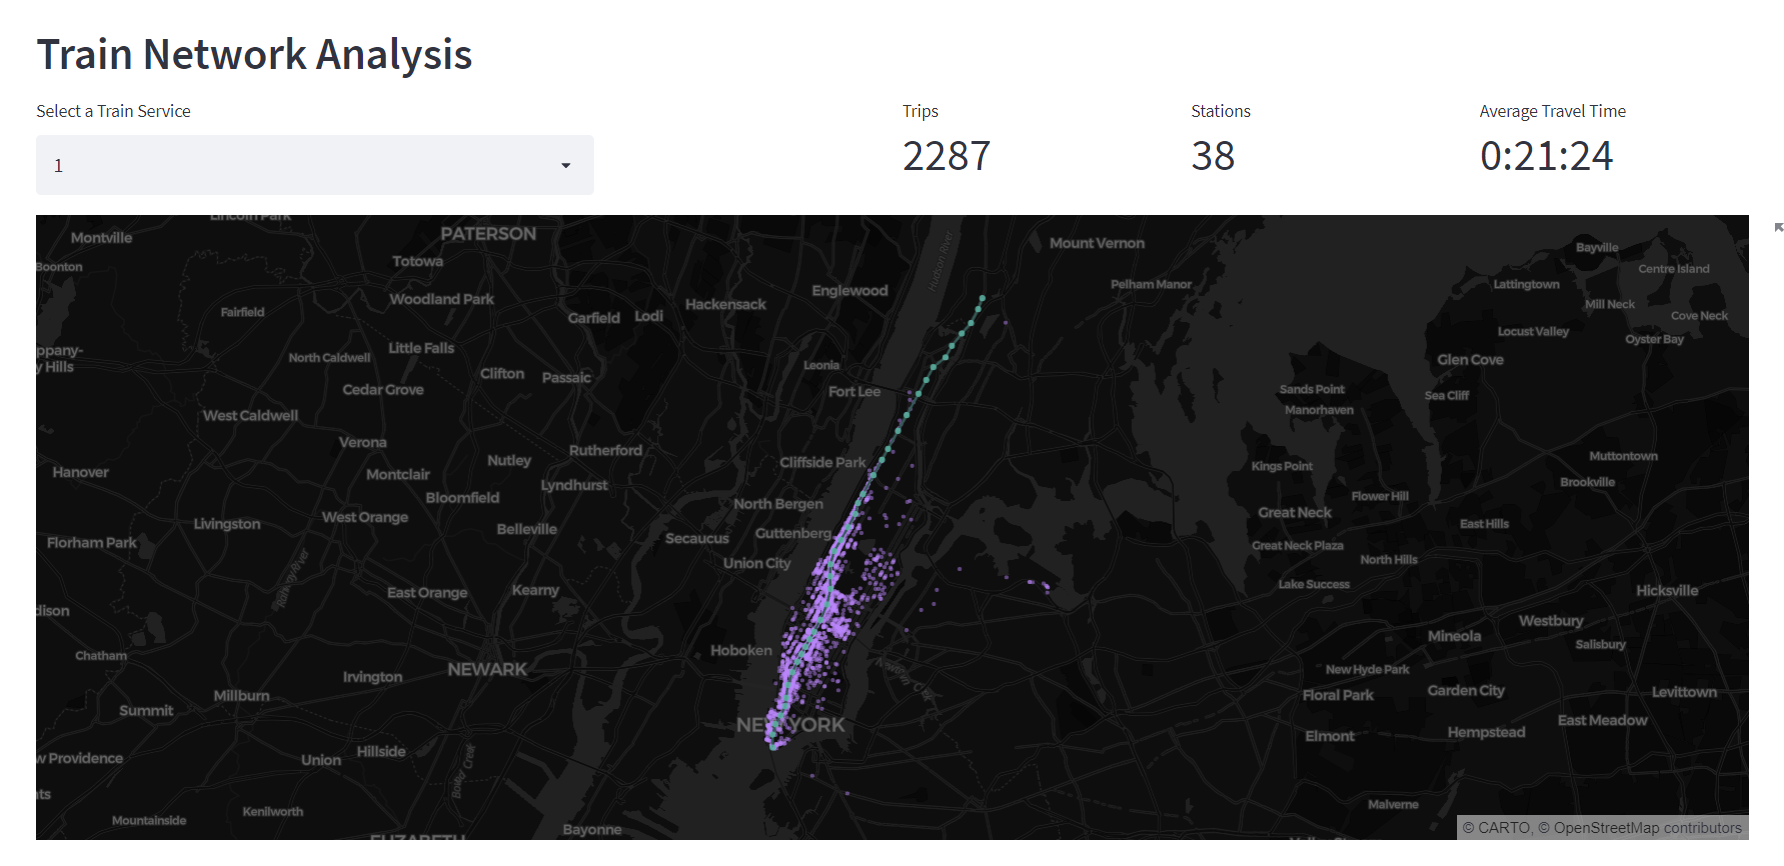 Train Network Analysis
Select a Train Service
Trips
Stations
Average Travel Time
1
2287
38
0:21:24
Lincoln Park
Montville
PATERSON
Mount Vernon
Bayville
Totowa
Boonton
Centre Island
Hudson River
Englewood
Pelham Manor
Lattingtown
Woodland Park
Hackensack
Mill Neck
Fairfield
Garfield
Lodi
Cove Neck
Locust Valley
Oyster Bay
ppany-
y Hills
Little Falls
North Caldwell
Glen Cove
Leonia
Clifton
Passaic
Cedar Grove
Fort Lee
Sands Point
Sea Cliff
Manorhaven
West Caldwell
Verona
Rutherford
Nutley
Cliffside Park
Muttontown
Hanover
Montclair
Kings Point
Lyndhurst
Brookville
Bloomfield
North Bergen
Flower Hill
West Orange
Great Neck
Livingston
Belleville
Secaucus
Guttenberg
East Hills
Florham Park
Great Neck Plaza
Union City
North Hills
Lake Success
East Orange
Kearny
Hicksville
dison
Westbury
Mineola
Salisbury
Hoboken
Chatham
NEWARK
New Hyde Park
Irvington
Millburn
Floral Park
Garden City
Levittown
Summit
NEW YORK
East Meadow
Elmont
Hempstead
Hillside
w Providence
Union
ats
Malverne
Kenilworth
Mountainside
Bayonne
ELIZABETH
© CARTO, © OpenStreetMap contributors